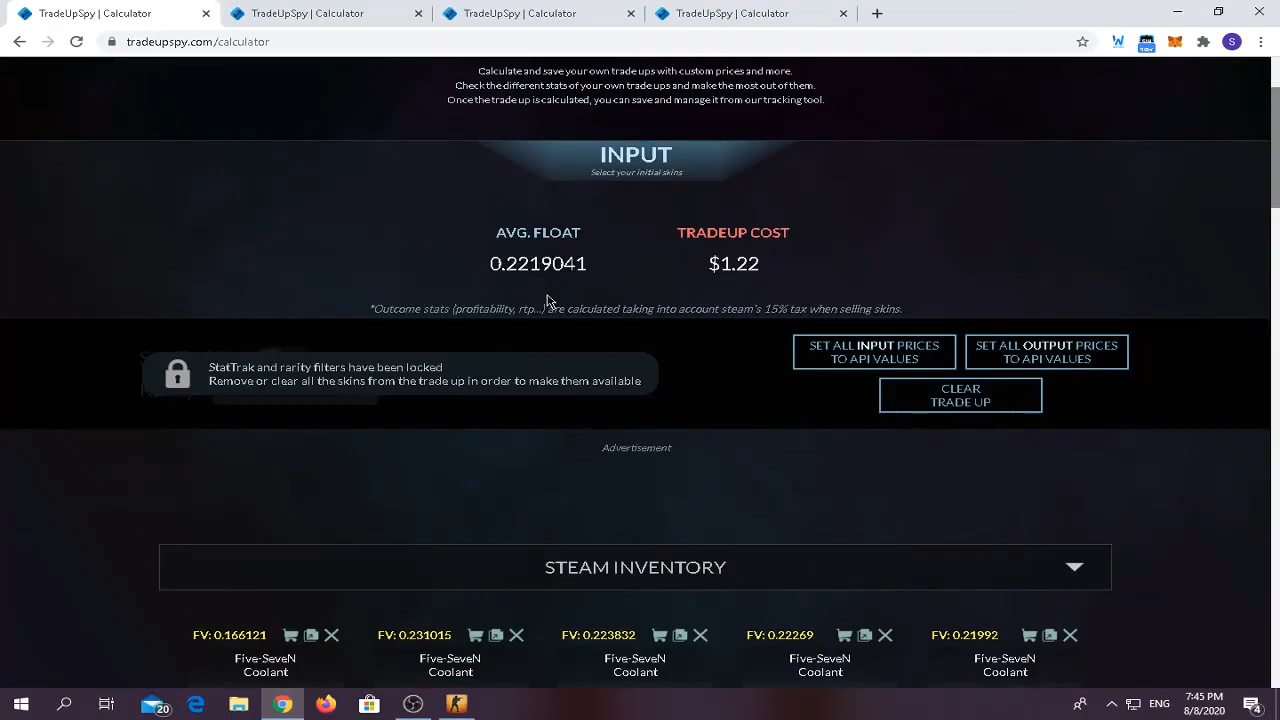 TradeUpSpy | Calculator
TradeUpSpy | Calculator
TradeUpSpy | Calculator
TradeUpSpy | Calculator
tradeupspy.com/calculator
S
Calculate and save your own trade ups with custom prices and more.
Check the different stats of your own trade ups and make the most out of them.
Once the trade up is calculated, you can save and manage it from our tracking tool.
INPUT
Select your initial skins
AVG. FLOAT
TRADEUP COST
0.2219041
$1.22
*Outcome stats (profitability, rtp...) are calculated taking into account steam's 15% tax when selling skins.
StatTrak and rarity filters have been locked
Remove or clear all the skins from the trade up in order to make them available
SET ALL INPUT PRICES
TO API VALUES
SET ALL OUTPUT PRICES
TO API VALUES
CLEAR
TRADE UP
Advertisement
STEAM INVENTORY
FV: 0.166121
FV: 0.231015
FV: 0.223832
FV: 0.22269
FV: 0.21992
Five-SeveN
Coolant
Five-SeveN
Coolant
Five-SeveN
Coolant
Five-SeveN
Coolant
Five-SeveN
Coolant
20
ENG
7:45 PM
8/8/2020
4